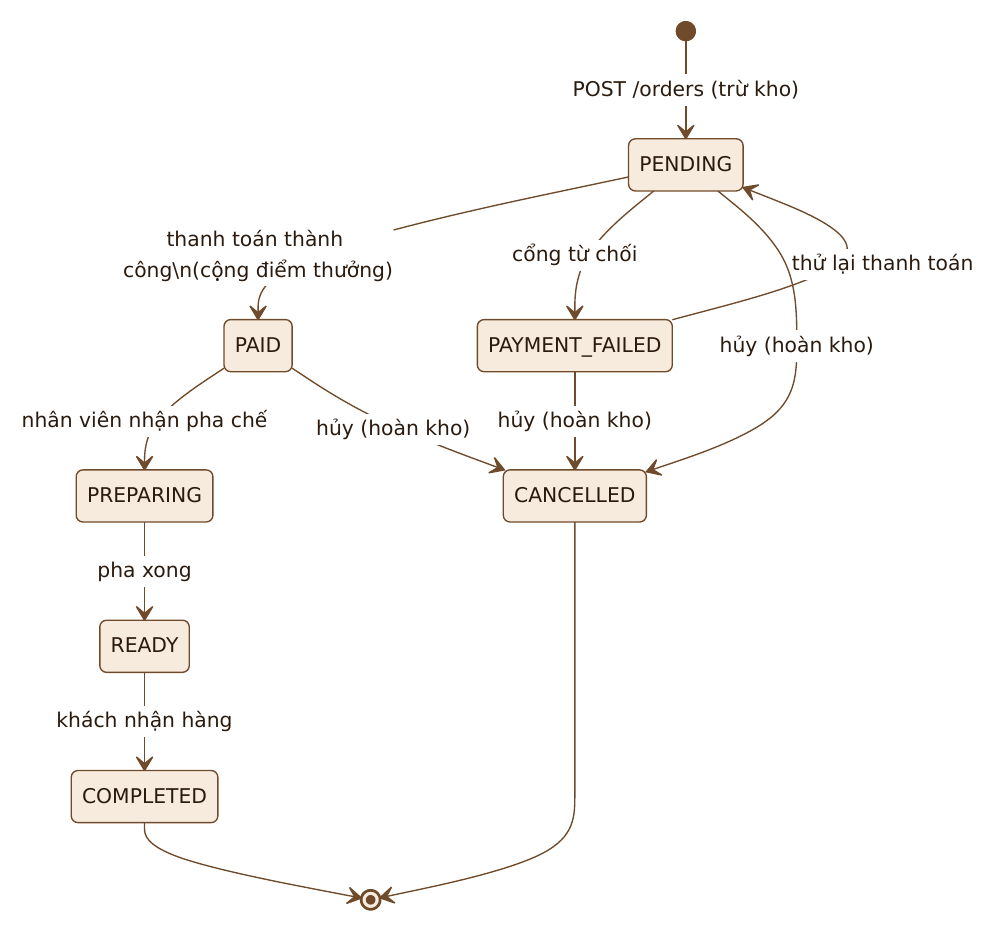 POST /orders (trừ kho)
PENDING
thanh toán thành
công\n(cộng điểm thưởng)
cổng từ chối
thử lại thanh toán
PAID
PAYMENT_FAILED
hủy (hoàn kho)
nhân viên nhận pha chế
hủy (hoàn kho)
hủy (hoàn kho)
PREPARING
CANCELLED
pha xong
READY
khách nhận hàng
COMPLETED